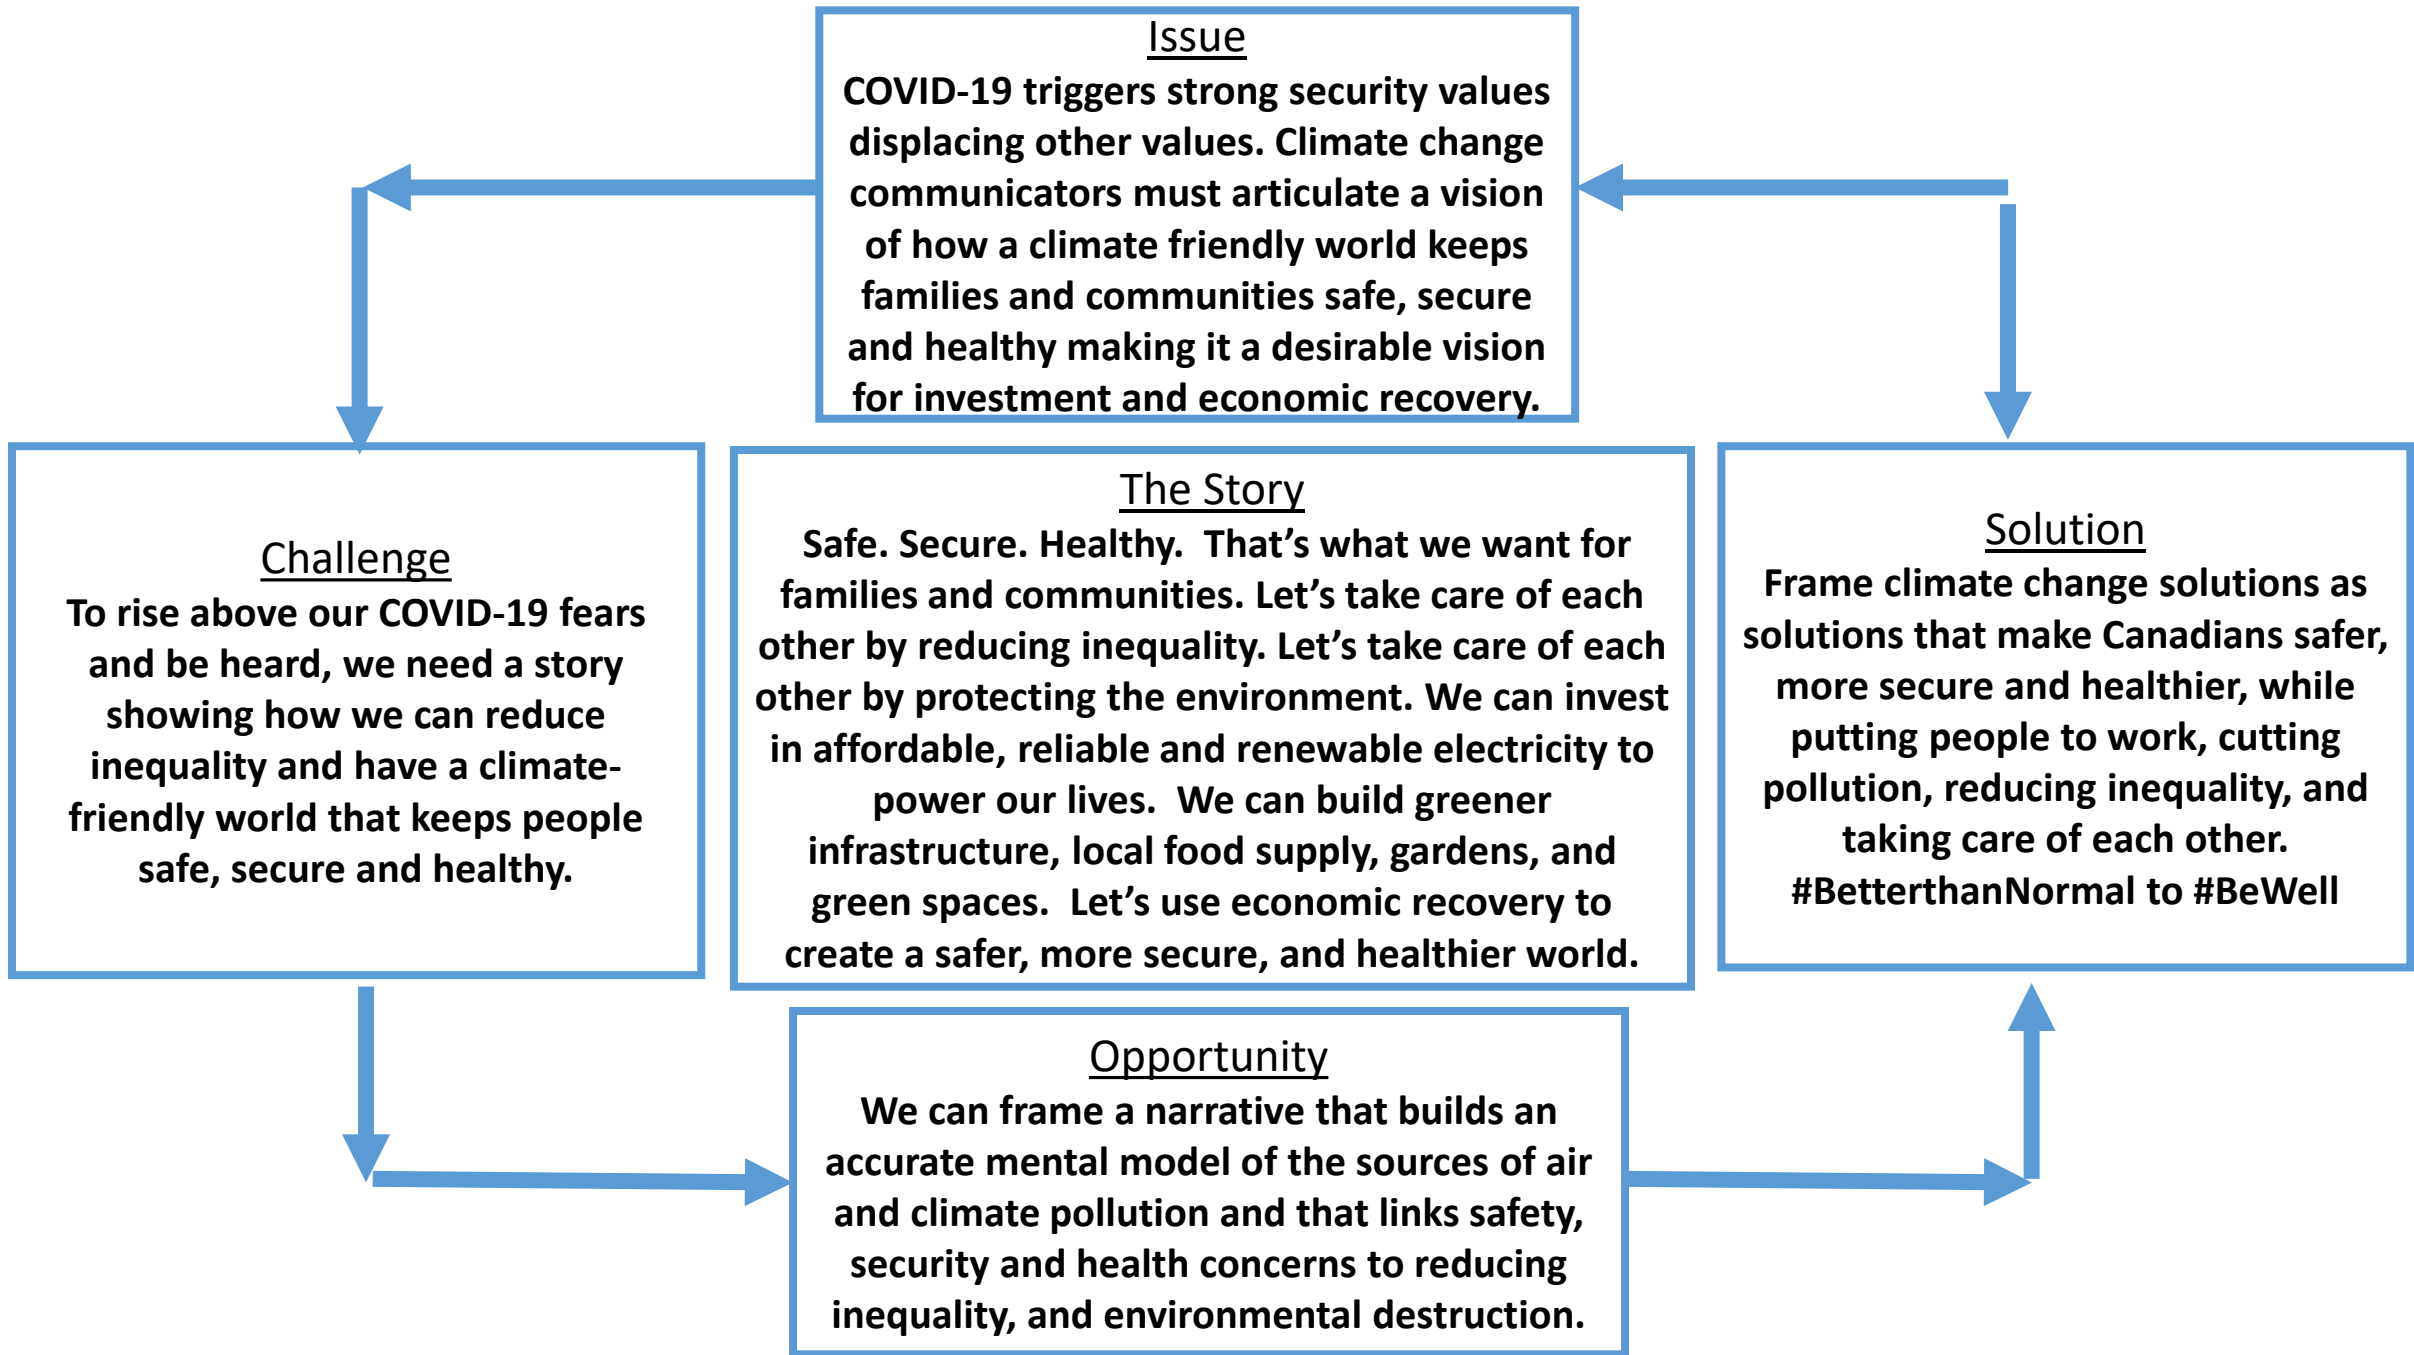 Issue
COVID-19 triggers strong security values
displacing other values. Climate change
communicators must articulate a vision
of how a climate friendly world keeps
families and communities safe, secure
and healthy making it a desirable vision
for investment and economic recovery.
Challenge
To rise above our COVID-19 fears
and be heard, we need a story
showing how we can reduce
inequality and have a climate-
friendly world that keeps people
safe, secure and healthy.
The Story
Safe. Secure. Healthy.  That’s what we want for
families and communities. Let’s take care of each
other by reducing inequality. Let’s take care of each
other by protecting the environment. We can invest
in affordable, reliable and renewable electricity to
power our lives.  We can build greener
infrastructure, local food supply, gardens, and
green spaces.  Let’s use economic recovery to
create a safer, more secure, and healthier world.
Solution
Frame climate change solutions as
solutions that make Canadians safer,
more secure and healthier, while
putting people to work, cutting
pollution, reducing inequality, and
taking care of each other.
#BetterthanNormal to #BeWell
Opportunity
We can frame a narrative that builds an
accurate mental model of the sources of air
and climate pollution and that links safety,
security and health concerns to reducing
inequality, and environmental destruction.